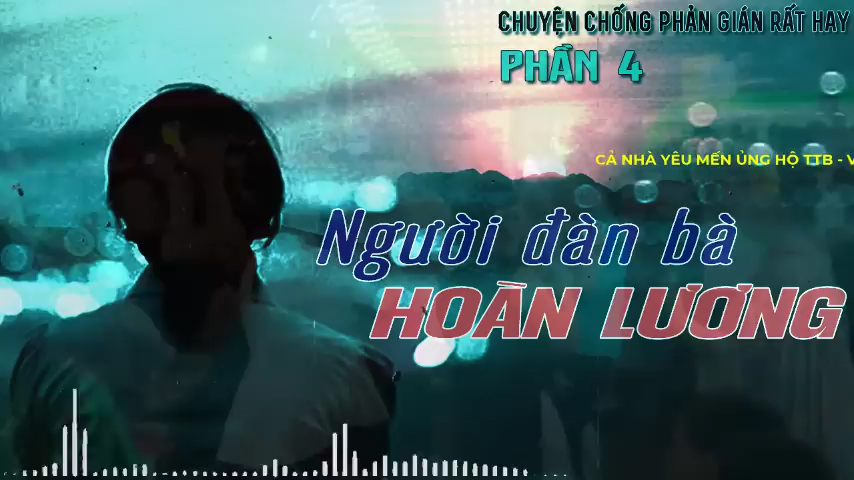 CHUYỆN CHỐNG PHẢN GIÁN RẤT HAY
PHẦN 4
CẢ NHÀ YÊU MẾN ỦNG HỘ TTB - V
Người đàn bà
HOÀN LƯƠNG